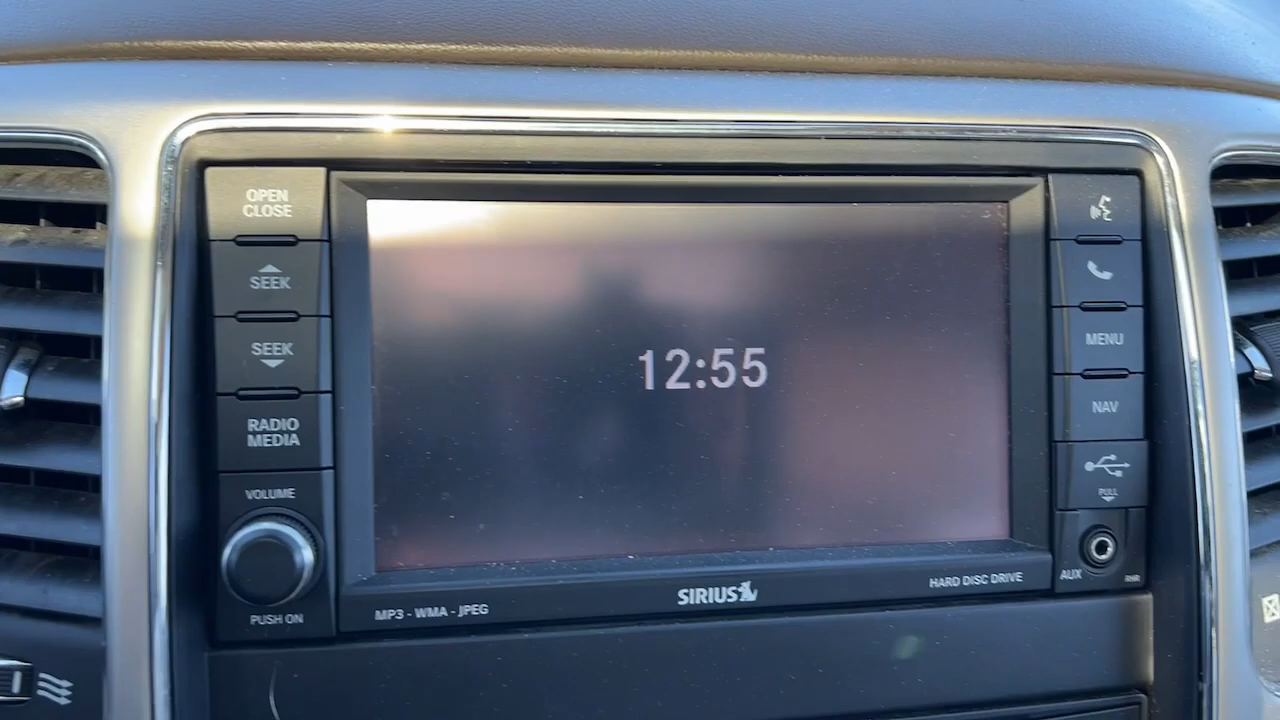 OPEN
CLOSE
SEEK
SEEK
RADIO
MEDIA
VOLUME
PUSH ON
12:55
MP3 - WMA - JPEG
SIRIUS
HARD DISC DRIVE
MENU
NAV
PULL
AUX
RHR